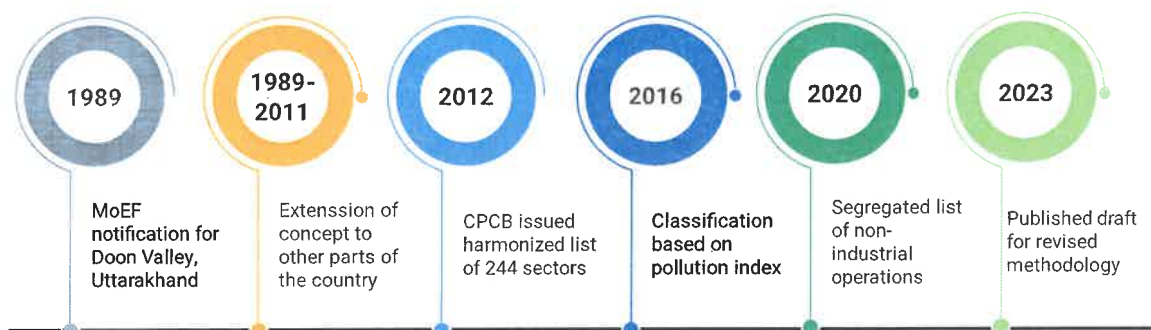 1989
1989-
2011
2012
2016
2020
2023
MoEF
notification for
Doon Valley,
Uttarakhand
Extenssion of
concept to
other parts of
the country
CPCB issued
harmonized list
of 244 sectors
Classification
based on
pollution index
Segregated list
of non-
industrial
operations
Published draft
for revised
methodology